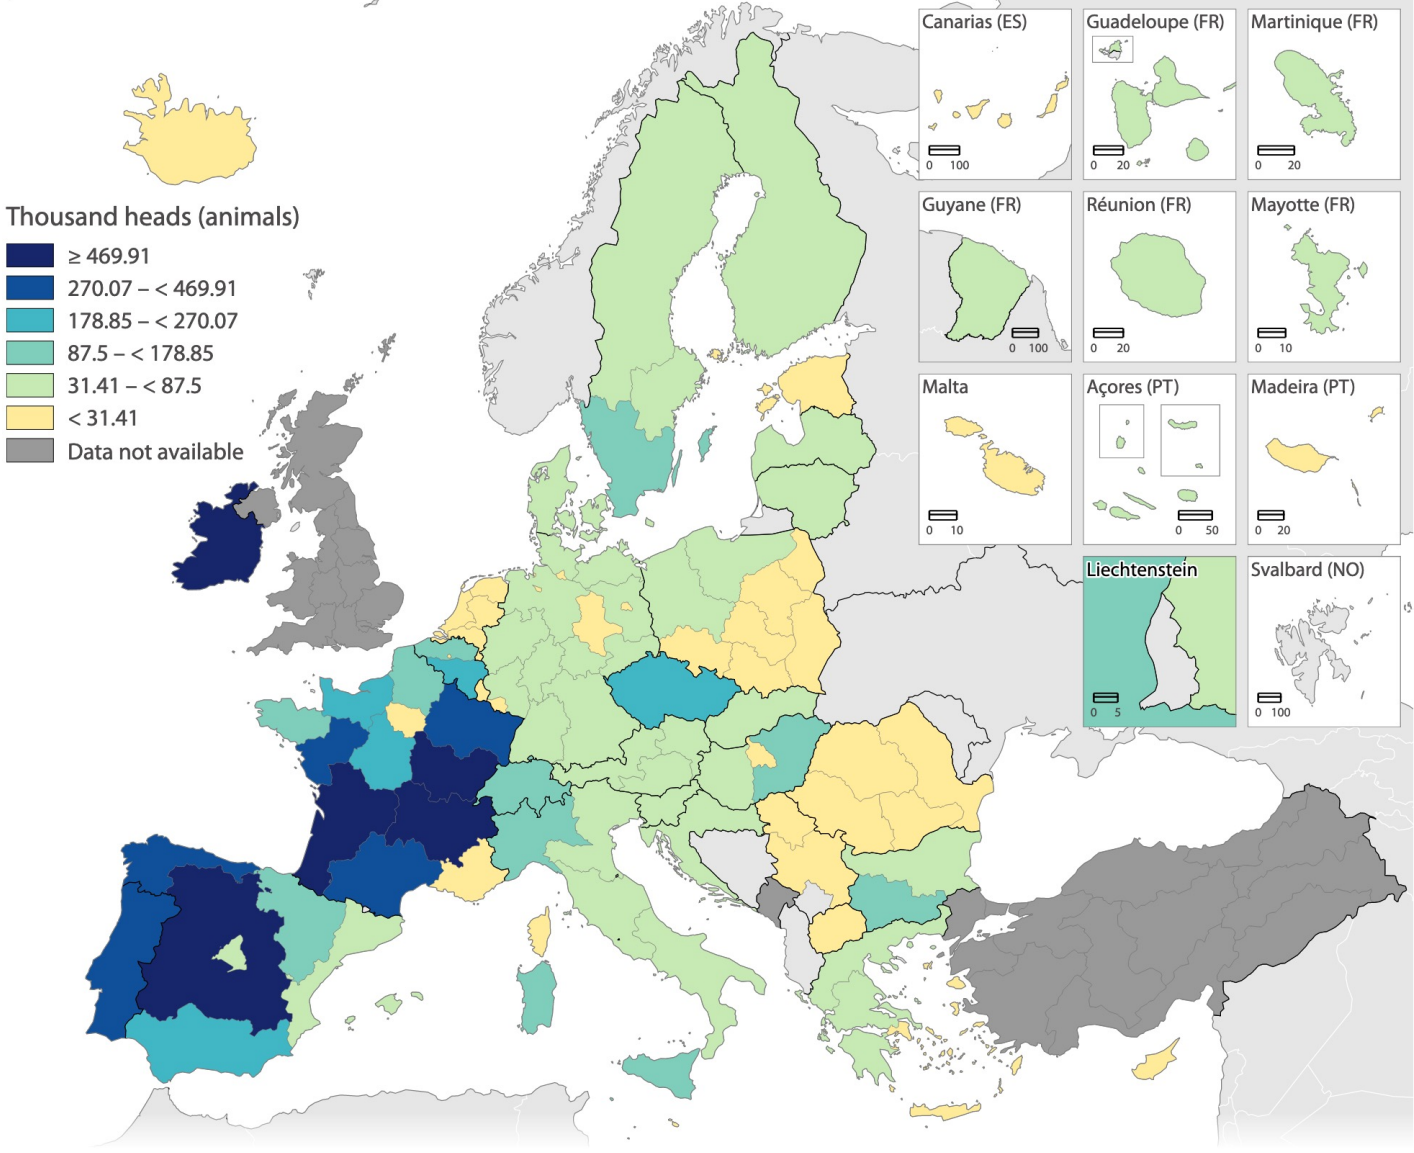 Canarias (ES)
0 100
Guadeloupe (FR)
0 20
Martinique (FR)
0 20
Thousand heads (animals)
≥ 469.91
270.07 – < 469.91
178.85 – < 270.07
87.5 – < 178.85
31.41 – < 87.5
< 31.41
Data not available
Guyane (FR)
0 100
Réunion (FR)
0 20
Mayotte (FR)
0 10
Malta
0 10
Açores (PT)
0 50
Madeira (PT)
0 20
Liechtenstein
0 5
Svalbard (NO)
0 100